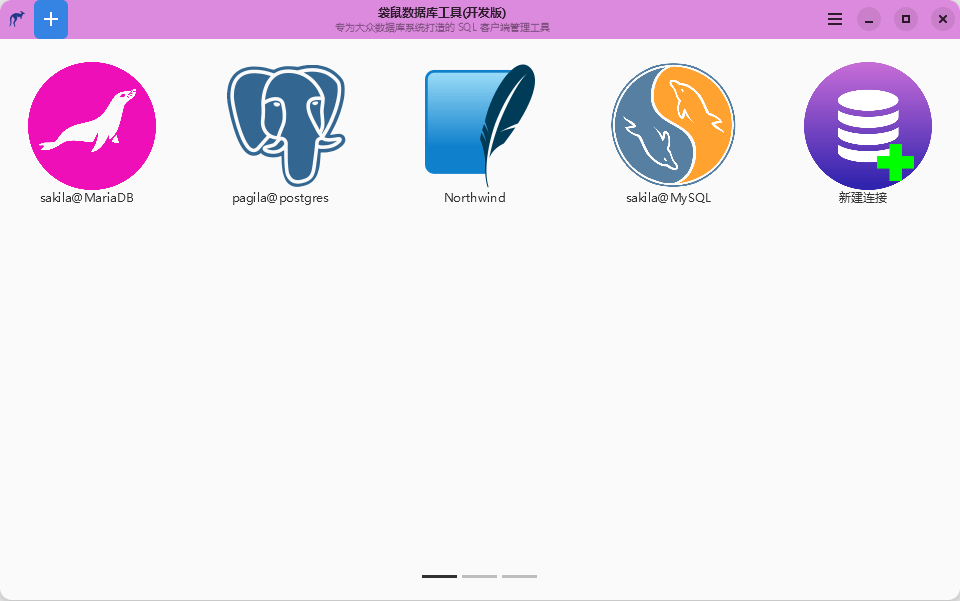 袋鼠数据库工具(开发版)
专为大众数据库系统打造的 SQL 客户端管理工具
sakila@MariaDB
pagila@postgres
Northwind
sakila@MySQL
新建连接